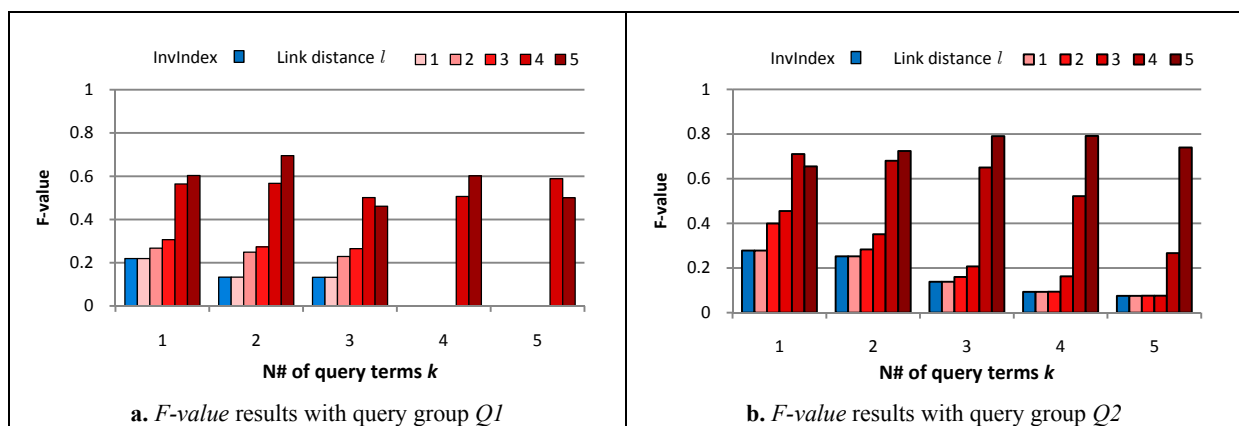 InvIndex Link distance l 1 2 3 4 5
1
0.8
0.6
0.4
0.2
0
F-value
1 2 3 4 5
N# of query terms k
a. F-value results with query group Q1
InvIndex Link distance l 1 2 3 4 5
1
0.8
0.6
0.4
0.2
0
F-value
1 2 3 4 5
N# of query terms k
b. F-value results with query group Q2